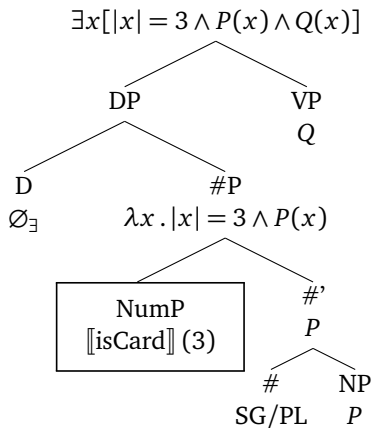 ∃x[|x| = 3 ∧ P(x) ∧ Q(x)]
DP VP
Q
D #P
∅∃ λx . |x| = 3 ∧ P(x)
NumP #'
⟦isCard⟧ (3) P
# NP
SG/PL P